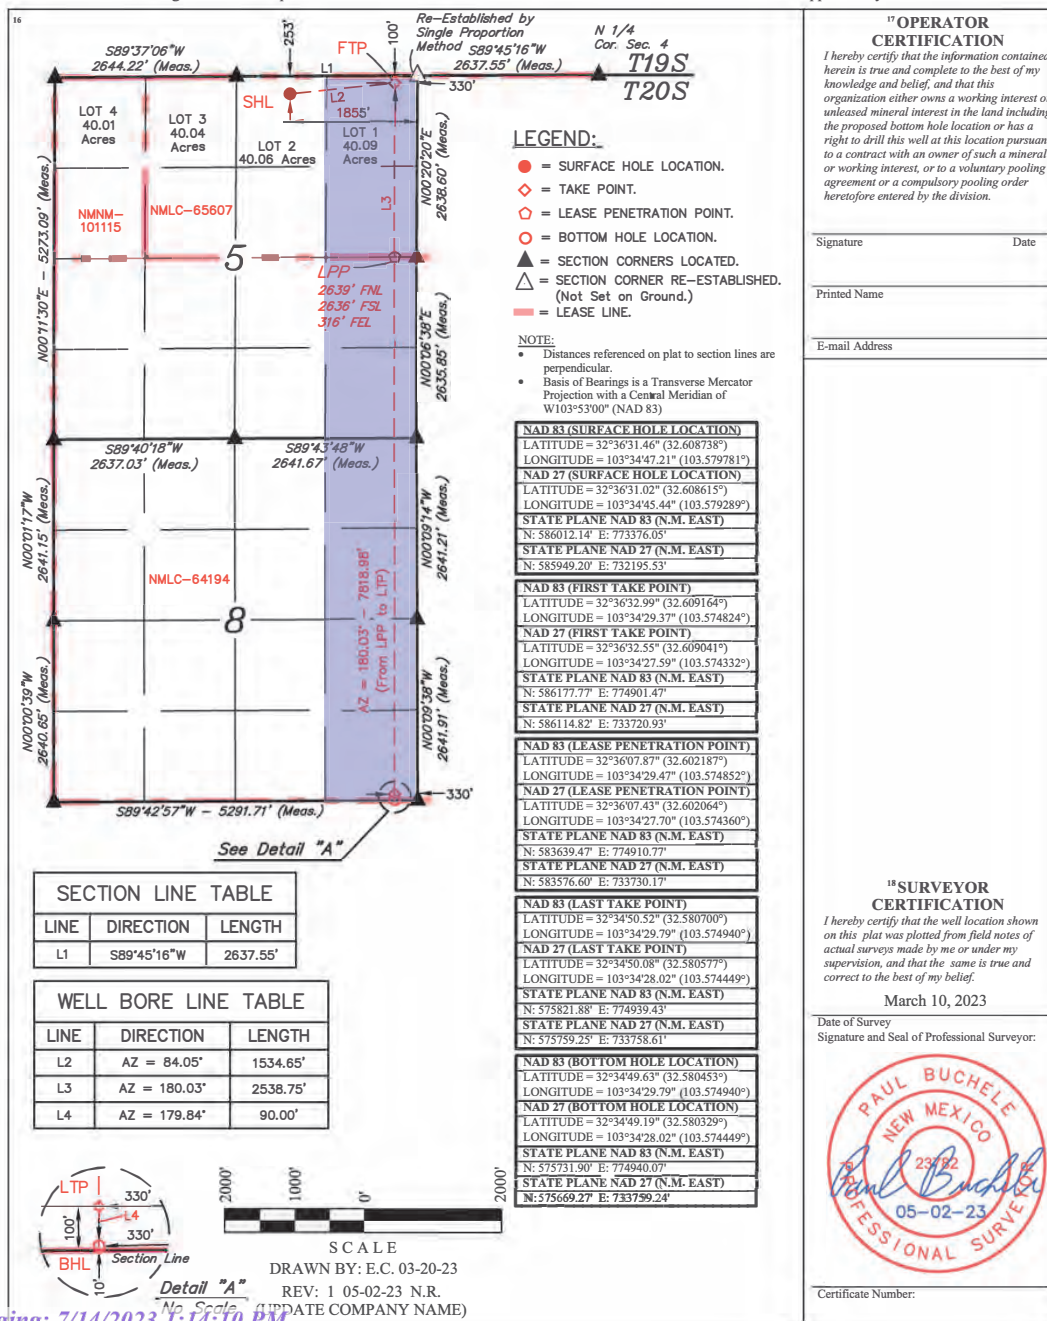 16
S89°37'06"W
2644.22' (Meas.)
253'
FTP
100'
Re-Established by
Single Proportion
Method
S89°45'16"W
2637.55' (Meas.)
N 1/4
Cor. Sec. 4
T19S
T20S
L1
330'
SHL
L2
1855'
LOT 4
40.01
Acres
LOT 3
40.04
Acres
LOT 2
40.06 Acres
LOT 1
40.09
Acres
N00°20'20"E
2638.60' (Meas.)
L3
NMNM-
101115
NMLC-65607
5
LPP
2639' FNL
2636' FSL
316' FEL
N00°11'30"E - 5273.09' (Meas.)
N00°06'38"E
2635.85' (Meas.)
S89°40'18"W
2637.03' (Meas.)
S89°43'48"W
2641.67' (Meas.)
N00°01'17"W
2641.15' (Meas.)
N00°09'14"W
2641.21' (Meas.)
NMLC-64194
8
AZ = 180.03° - 7818.98'
(From LPP to LTP)
N00°00'39"W
2640.65' (Meas.)
N00°09'38"W
2641.91' (Meas.)
330'
S89°42'57"W - 5291.71' (Meas.)
See Detail "A"
LEGEND:
= SURFACE HOLE LOCATION.
= TAKE POINT.
= LEASE PENETRATION POINT.
= BOTTOM HOLE LOCATION.
= SECTION CORNERS LOCATED.
= SECTION CORNER RE-ESTABLISHED.
(Not Set on Ground.)
= LEASE LINE.
NOTE:
• Distances referenced on plat to section lines are
perpendicular.
• Basis of Bearings is a Transverse Mercator
Projection with a Central Meridian of
W103°53'00" (NAD 83)
NAD 83 (SURFACE HOLE LOCATION)
LATITUDE = 32°36'31.46" (32.608738°)
LONGITUDE = 103°34'47.21" (103.579781°)
NAD 27 (SURFACE HOLE LOCATION)
LATITUDE = 32°36'31.02" (32.608615°)
LONGITUDE = 103°34'45.44" (103.579289°)
STATE PLANE NAD 83 (N.M. EAST)
N: 586012.14' E: 773376.05'
STATE PLANE NAD 27 (N.M. EAST)
N: 585949.20' E: 732195.53'
NAD 83 (FIRST TAKE POINT)
LATITUDE = 32°36'32.99" (32.609164°)
LONGITUDE = 103°34'29.37" (103.574824°)
NAD 27 (FIRST TAKE POINT)
LATITUDE = 32°36'32.55" (32.609041°)
LONGITUDE = 103°34'27.59" (103.574332°)
STATE PLANE NAD 83 (N.M. EAST)
N: 586177.77' E: 774901.47'
STATE PLANE NAD 27 (N.M. EAST)
N: 586114.82' E: 733720.93'
NAD 83 (LEASE PENETRATION POINT)
LATITUDE = 32°36'07.87" (32.602187°)
LONGITUDE = 103°34'29.47" (103.574852°)
NAD 27 (LEASE PENETRATION POINT)
LATITUDE = 32°36'07.43" (32.602064°)
LONGITUDE = 103°34'27.70" (103.574360°)
STATE PLANE NAD 83 (N.M. EAST)
N: 583639.47' E: 774910.77'
STATE PLANE NAD 27 (N.M. EAST)
N: 583576.60' E: 733730.17'
NAD 83 (LAST TAKE POINT)
LATITUDE = 32°34'50.52" (32.580700°)
LONGITUDE = 103°34'29.79" (103.574940°)
NAD 27 (LAST TAKE POINT)
LATITUDE = 32°34'50.08" (32.580577°)
LONGITUDE = 103°34'28.02" (103.574449°)
STATE PLANE NAD 83 (N.M. EAST)
N: 575821.88' E: 774939.43'
STATE PLANE NAD 27 (N.M. EAST)
N: 575759.25' E: 733758.61'
NAD 83 (BOTTOM HOLE LOCATION)
LATITUDE = 32°34'49.63" (32.580453°)
LONGITUDE = 103°34'29.79" (103.574940°)
NAD 27 (BOTTOM HOLE LOCATION)
LATITUDE = 32°34'49.19" (32.580329°)
LONGITUDE = 103°34'28.02" (103.574449°)
STATE PLANE NAD 83 (N.M. EAST)
N: 575731.90' E: 774940.07'
STATE PLANE NAD 27 (N.M. EAST)
N: 575669.27' E: 733759.24'
SECTION LINE TABLE
LINE DIRECTION LENGTH
L1 S89°45'16"W 2637.55'
WELL BORE LINE TABLE
LINE DIRECTION LENGTH
L2 AZ = 84.05° 1534.65'
L3 AZ = 180.03° 2538.75'
L4 AZ = 179.84° 90.00'
LTP
330'
L4
100'
330'
BHL
Section Line
10'
Detail "A"
No Scale
2000' 1000' 0' 2000'
SCALE
DRAWN BY: E.C. 03-20-23
REV: 1 05-02-23 N.R.
(UPDATE COMPANY NAME)
ging: 7/14/2023 1:14:10 PM
17 OPERATOR
CERTIFICATION
I hereby certify that the information contained
herein is true and complete to the best of my
knowledge and belief, and that this
organization either owns a working interest o
unleased mineral interest in the land including
the proposed bottom hole location or has a
right to drill this well at this location pursuan
to a contract with an owner of such a mineral
or working interest, or to a voluntary pooling
agreement or a compulsory pooling order
heretofore entered by the division.
Signature Date
Printed Name
E-mail Address
18 SURVEYOR
CERTIFICATION
I hereby certify that the well location shown
on this plat was plotted from field notes of
actual surveys made by me or under my
supervision, and that the same is true and
correct to the best of my belief.
March 10, 2023
Date of Survey
Signature and Seal of Professional Surveyor:
PAUL BUCHELE
NEW MEXICO
23782
Paul Buchele
05-02-23
PROFESSIONAL SURVEYOR
Certificate Number: